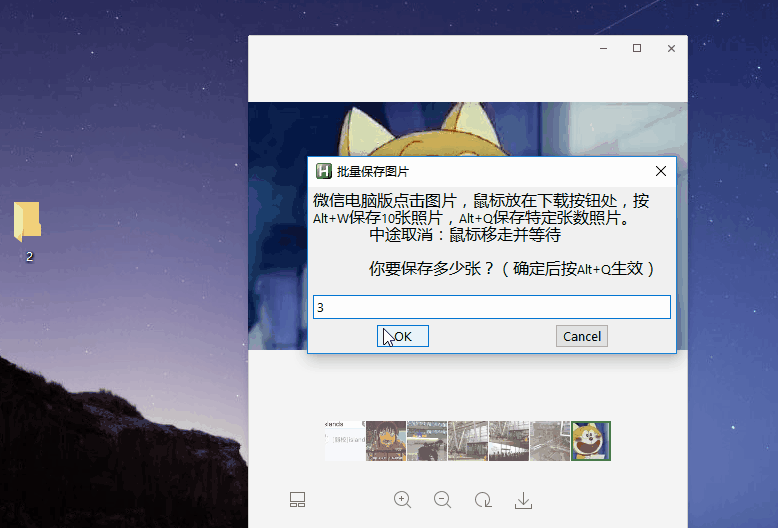 批量保存图片
微信电脑版点击图片，鼠标放在下载按钮处，按
Alt+W保存10张照片，Alt+Q保存特定张数照片。
中途取消：鼠标移走并等待
你要保存多少张？（确定后按Alt+Q生效）
3
OK
Cancel
2